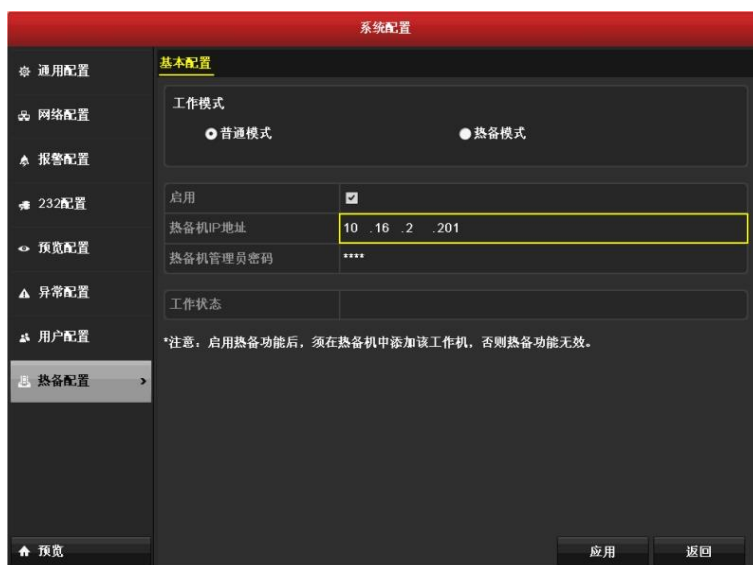 系统配置
通用配置
网络配置
报警配置
232配置
预览配置
异常配置
用户配置
热备配置 >
预览
基本配置
工作模式
普通模式 热备模式
启用
热备机IP地址 10 .16 .2 .201
热备机管理员密码 ****
工作状态
*注意：启用热备功能后，须在热备机中添加该工作机，否则热备功能无效。
应用 返回